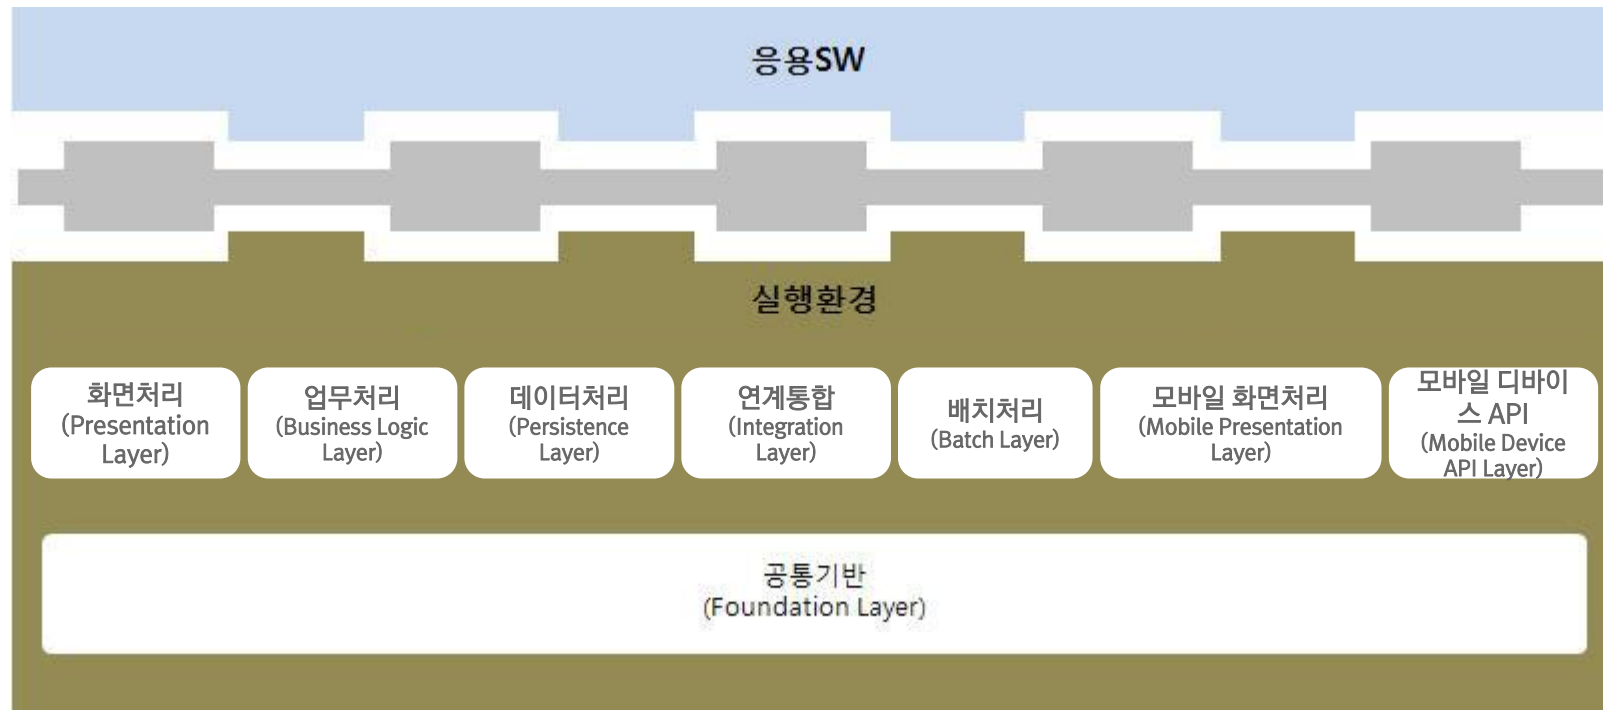 응용SW
실행환경
화면처리
(Presentation
Layer)
업무처리
(Business Logic
Layer)
데이터처리
(Persistence
Layer)
연계통합
(Integration
Layer)
배치처리
(Batch Layer)
모바일 화면처리
(Mobile Presentation
Layer)
모바일 디바이
스 API
(Mobile Device
API Layer)
공통기반
(Foundation Layer)